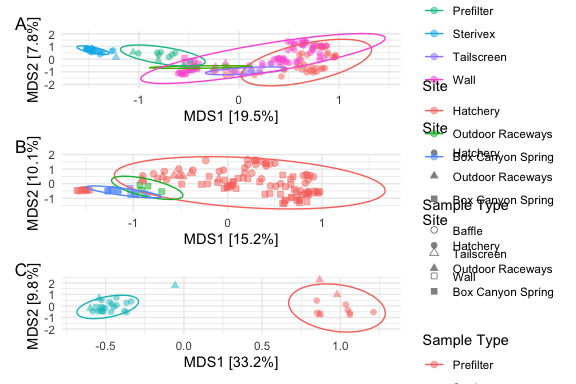 A
MDS2 [7.8%]
2
1
0
-1
-2
-1
0
1
MDS1 [19.5%]
B
MDS2 [10.1%]
2
1
0
-1
-1
0
1
MDS1 [15.2%]
C
MDS2 [9.8%]
2
1
0
-1
-2
-0.5
0.0
0.5
1.0
MDS1 [33.2%]
Prefilter
Sterivex
Tailscreen
Wall
Site
Hatchery
Site
Outdoor Raceways
Hatchery
Box Canyon Spring
Outdoor Raceways
Box Canyon Spring
Sample Type
Site
Baffle
Hatchery
Tailscreen
Outdoor Raceways
Wall
Box Canyon Spring
Sample Type
Prefilter